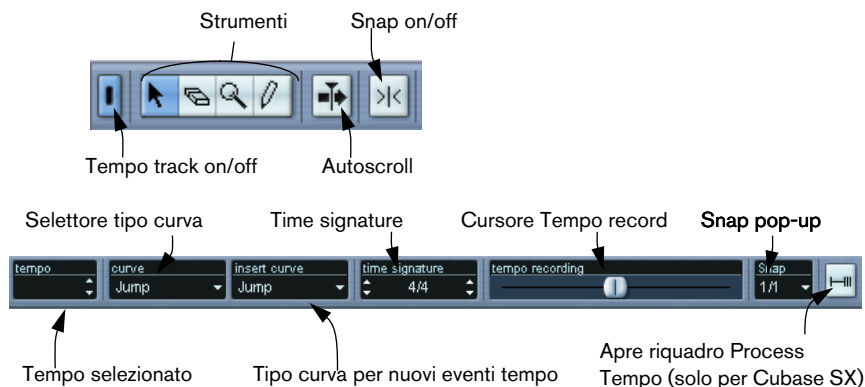 Strumenti
Snap on/off
Tempo track on/off
Autoscroll
Selettore tipo curva
Time signature
Cursore Tempo record
Snap pop-up
tempo
curve
insert curve
time signature
tempo recording
Snap
Jump
Jump
4/4
1/1
Tempo selezionato
Tipo curva per nuovi eventi tempo
Apre riquadro Process
Tempo (solo per Cubase SX)